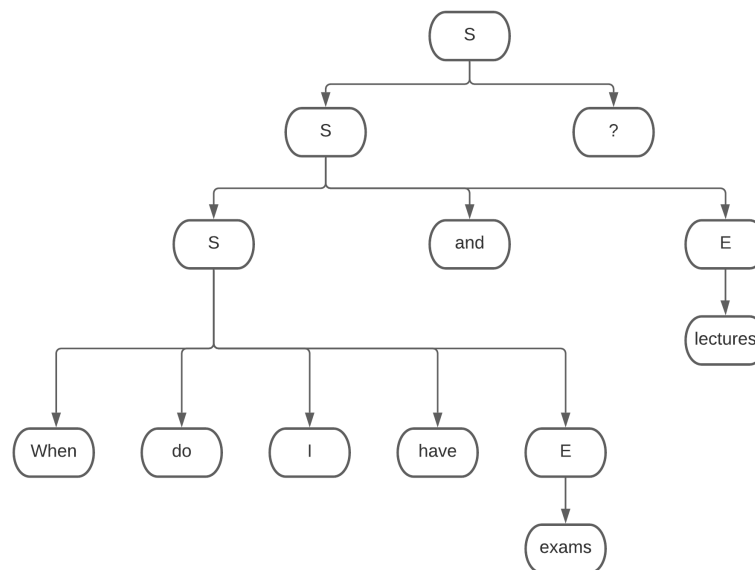 S
S ?
S and E
lectures
When do I have E
exams